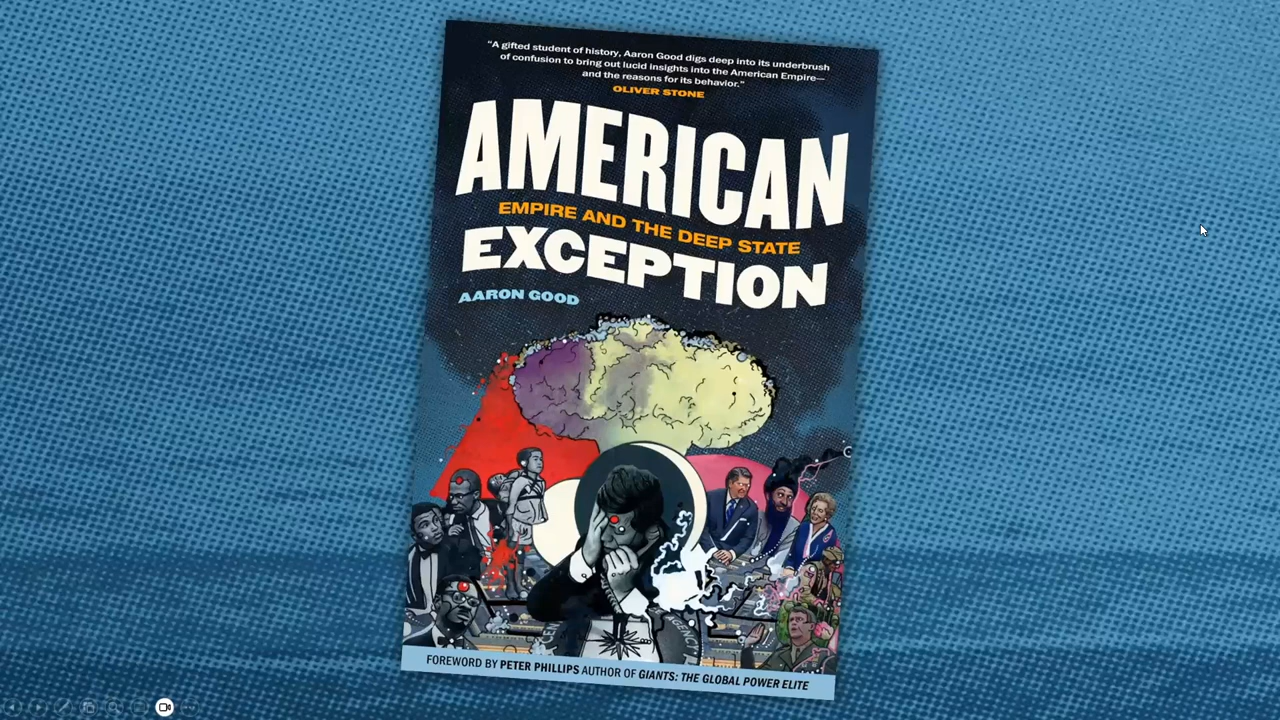 “A gifted student of history, Aaron Good digs deep into its underbrush
of confusion to bring out lucid insights into the American Empire—
and the reasons for its behavior.”
OLIVER STONE
AMERICAN
EMPIRE AND THE DEEP STATE
EXCEPTION
AARON GOOD
FOREWORD BY PETER PHILLIPS AUTHOR OF GIANTS: THE GLOBAL POWER ELITE